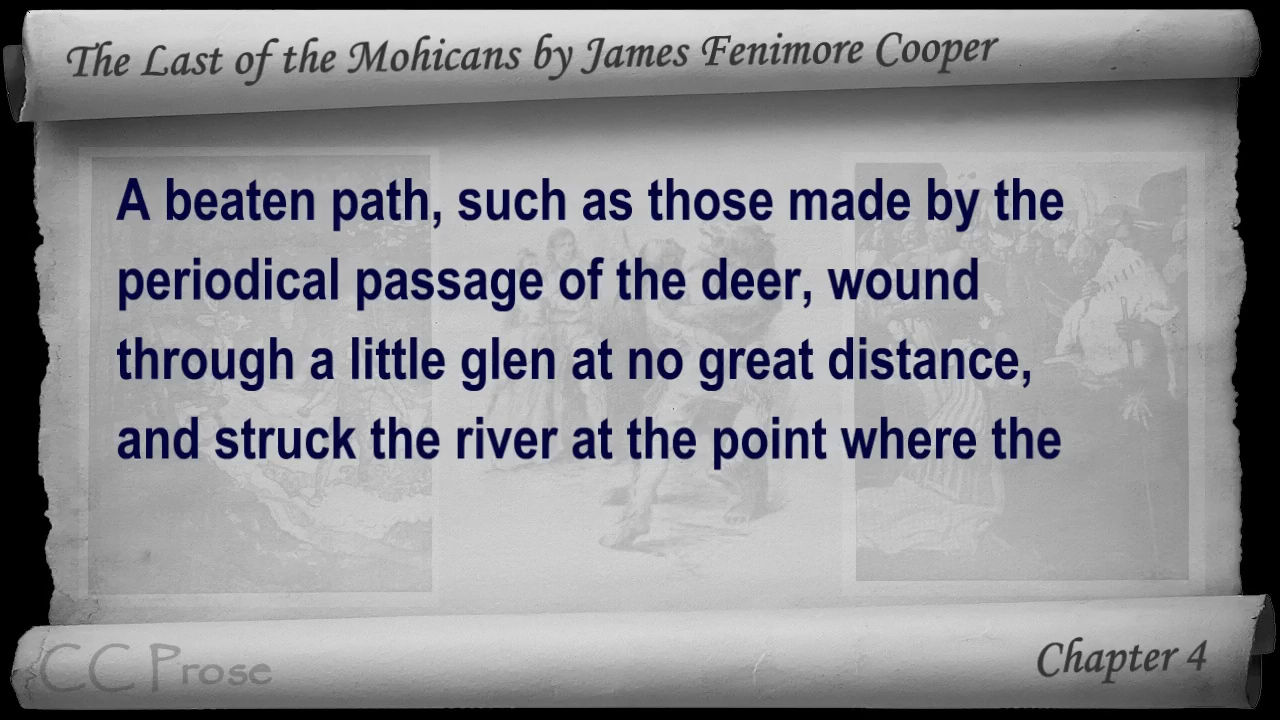 The Last of the Mohicans by James Fenimore Cooper
A beaten path, such as those made by the
periodical passage of the deer, wound
through a little glen at no great distance,
and struck the river at the point where the
CC Prose
Chapter 4